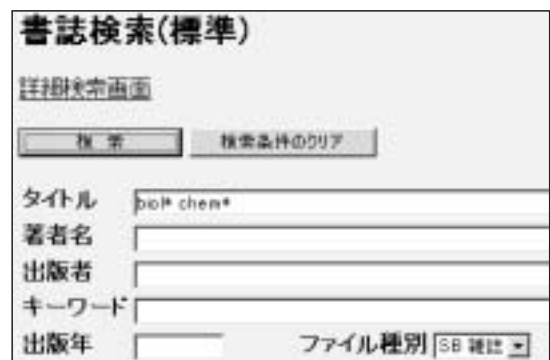 書誌検索(標準)
詳細検索画面
検 索 検索条件のクリア
タイトル biol* chem*
著者名
出版者
キーワード
出版年 ファイル種別 SB 雑誌